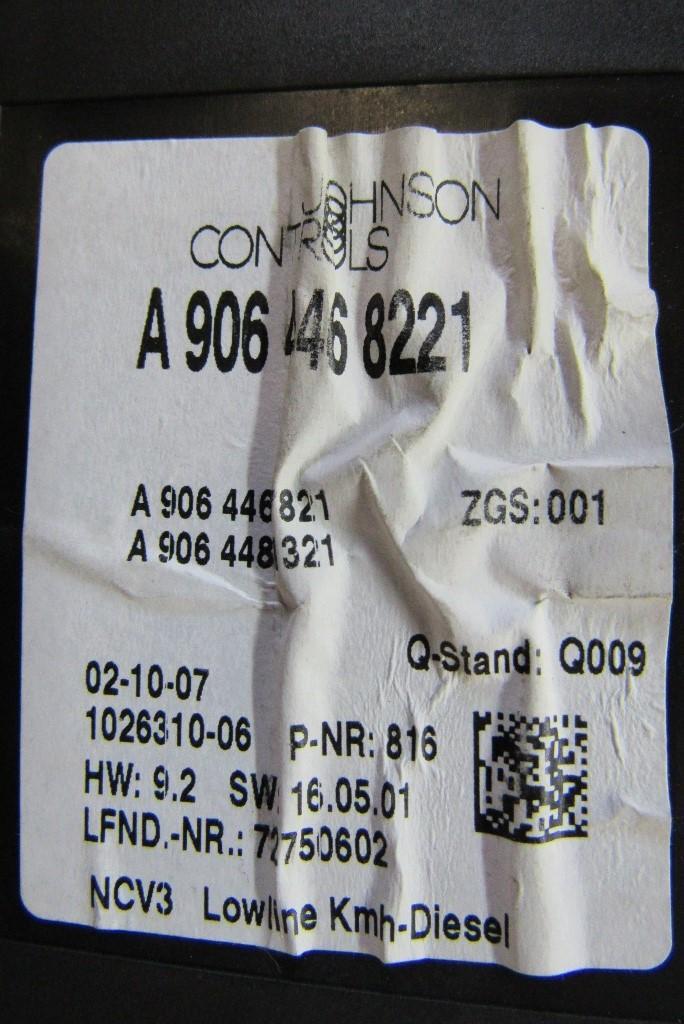 JOHNSON
CONTROLS
A 906 446 8221
A 906 446821 ZGS:001
A 906 448321
Q-Stand: Q009
02-10-07
1026310-06 P-NR: 816
HW: 9.2 SW: 16.05.01
LFND.-NR.: 72750602
NCV3 Lowline Kmh-Diesel